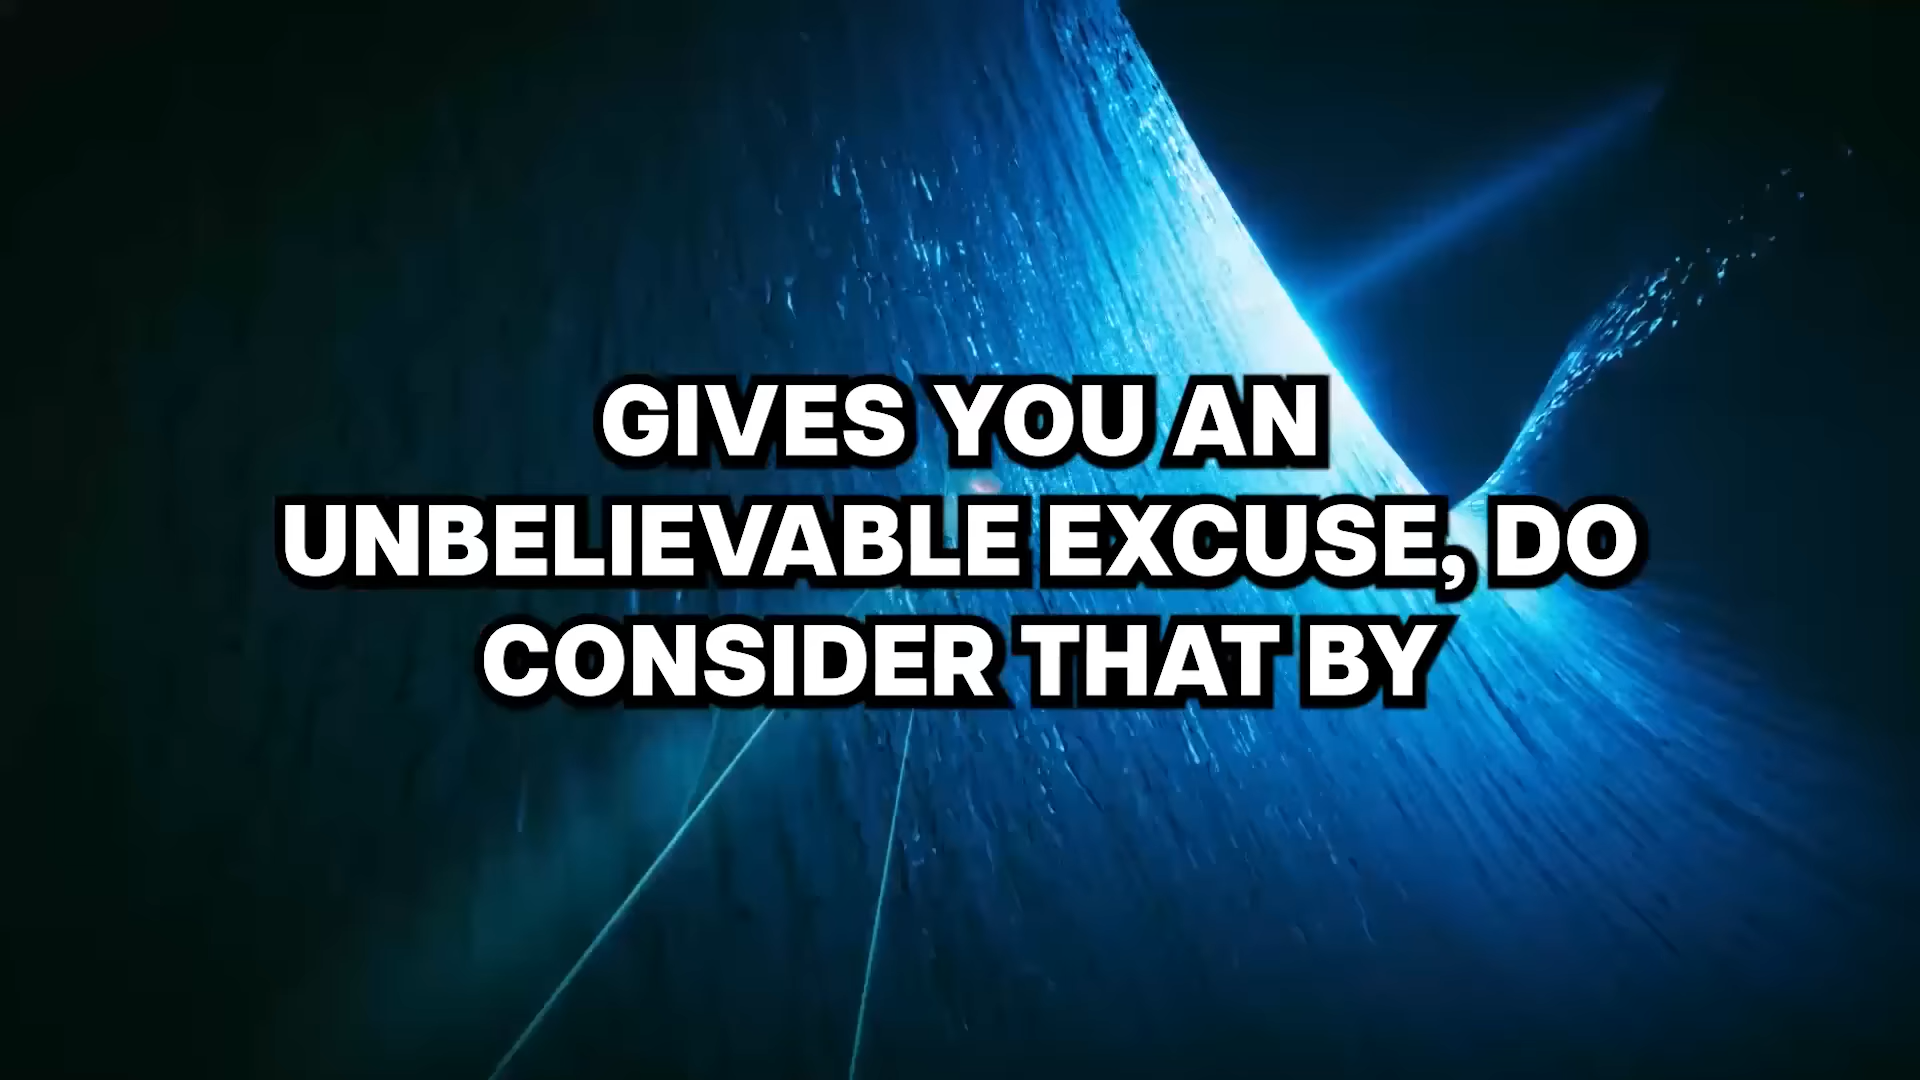 GIVES YOU AN
UNBELIEVABLE EXCUSE, DO
CONSIDER THAT BY